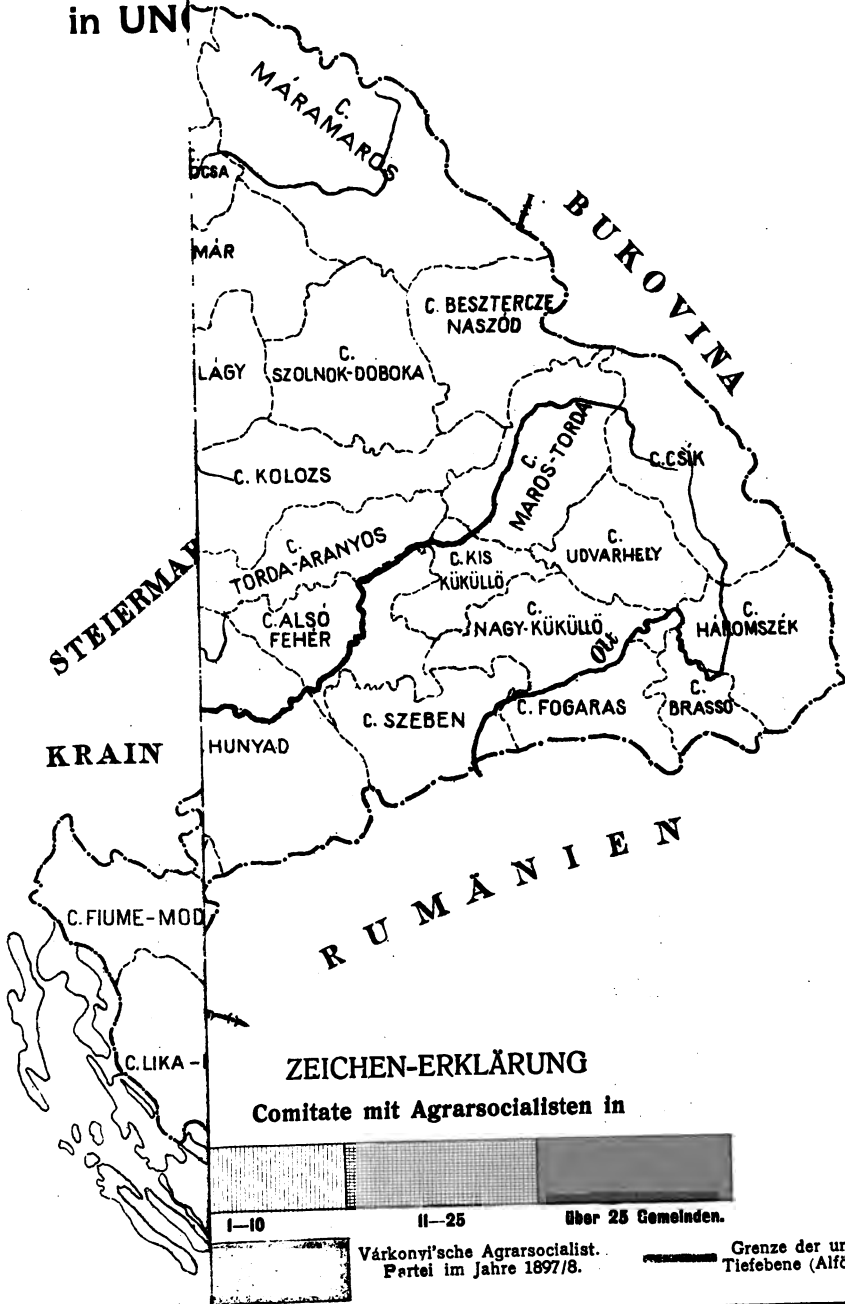 in UN
C.
MÁRAMAROS
OCSA
MÁR
BUKOVINA
C. BESZTERCZE
NASZÓD
LÁGY
C.
SZOLNOK-DOBOKA
C. KOLOZS
C.
MAROS-TORDA
C.CSÍK
C.
TORDA-ARANYOS
C.KIS
KÜKÜLLÖ
C.
UDVARHELY
STEIERMAR
C.ALSÓ
FEHÉR
C.
NAGY-KÜKÜLLÖ
Olt
C.
HÁROMSZÉK
C. SZEBEN
C. FOGARAS
C.
BRASSO
KRAIN
HUNYAD
RUMÄNIEN
C. FIUME-MOD
C.LIKA-
ZEICHEN-ERKLÄRUNG
Comitate mit Agrarsocialisten in
1—10
11—25
über 25 Gemeinden.
Várkonyi'sche Agrarsocialist.
Partei im Jahre 1897/8.
Grenze der un
Tiefebene (Alfö